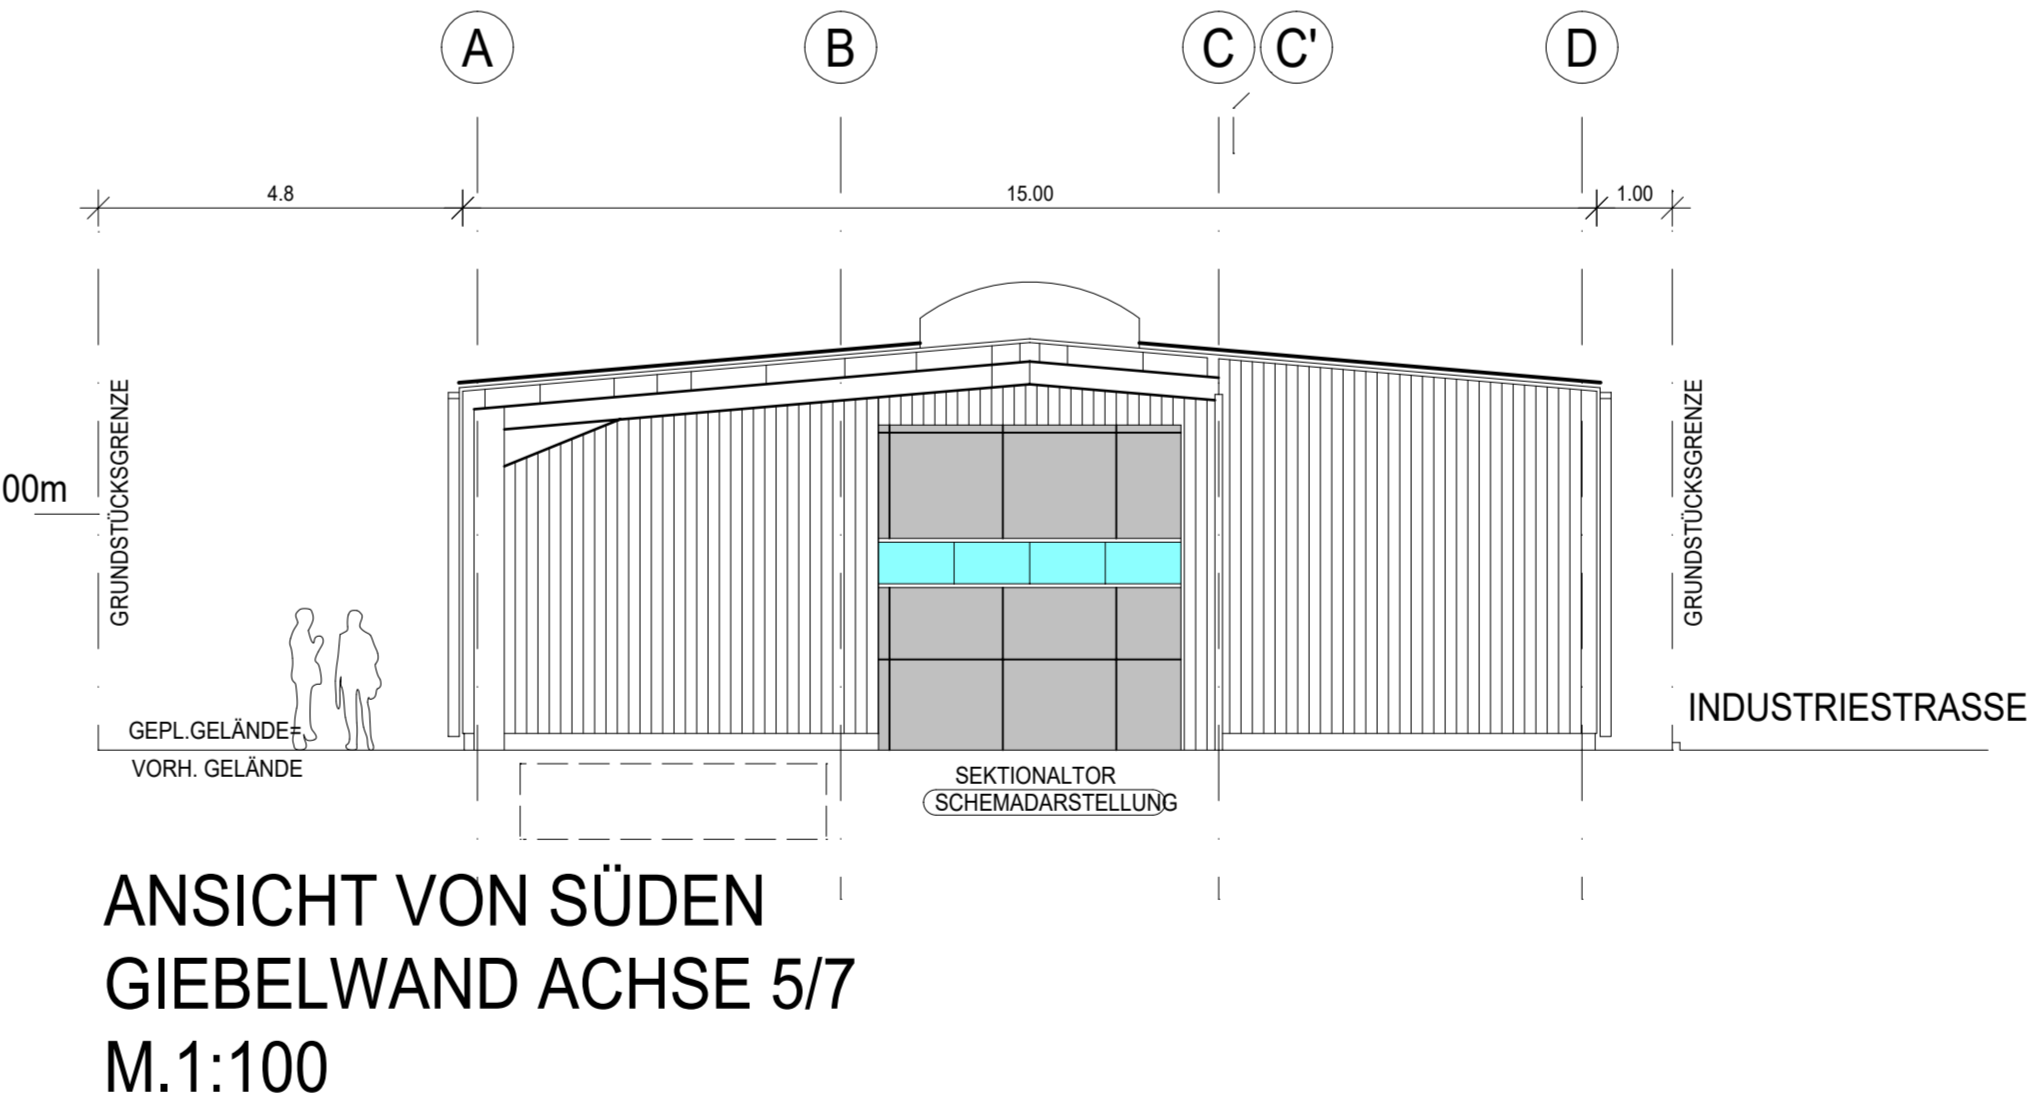 A
B
C
C'
D
4.8
15.00
1.00
GRUNDSTÜCKSGRENZE
GRUNDSTÜCKSGRENZE
00m
INDUSTRIESTRASSE
GEPL.GELÄNDE=
VORH. GELÄNDE
SEKTIONALTOR
SCHEMADARSTELLUNG
ANSICHT VON SÜDEN
GIEBELWAND ACHSE 5/7
M.1:100